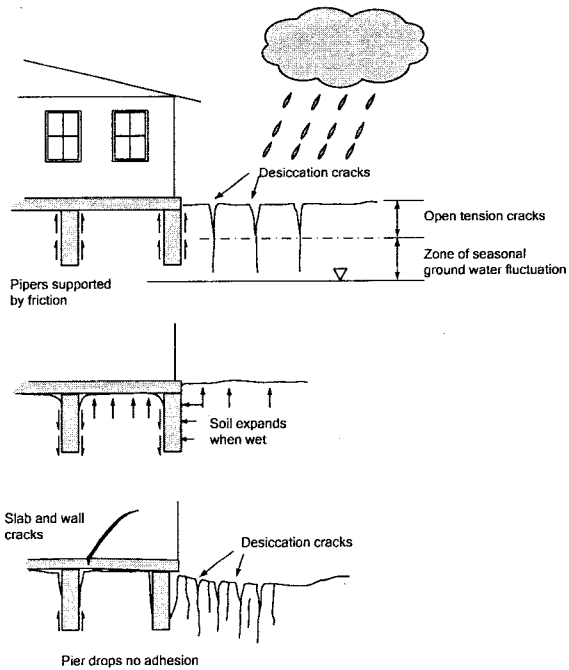 Desiccation cracks
Open tension cracks
Zone of seasonal
ground water fluctuation
Pipers supported
by friction
Soil expands
when wet
Slab and wall
cracks
Desiccation cracks
Pier drops no adhesion